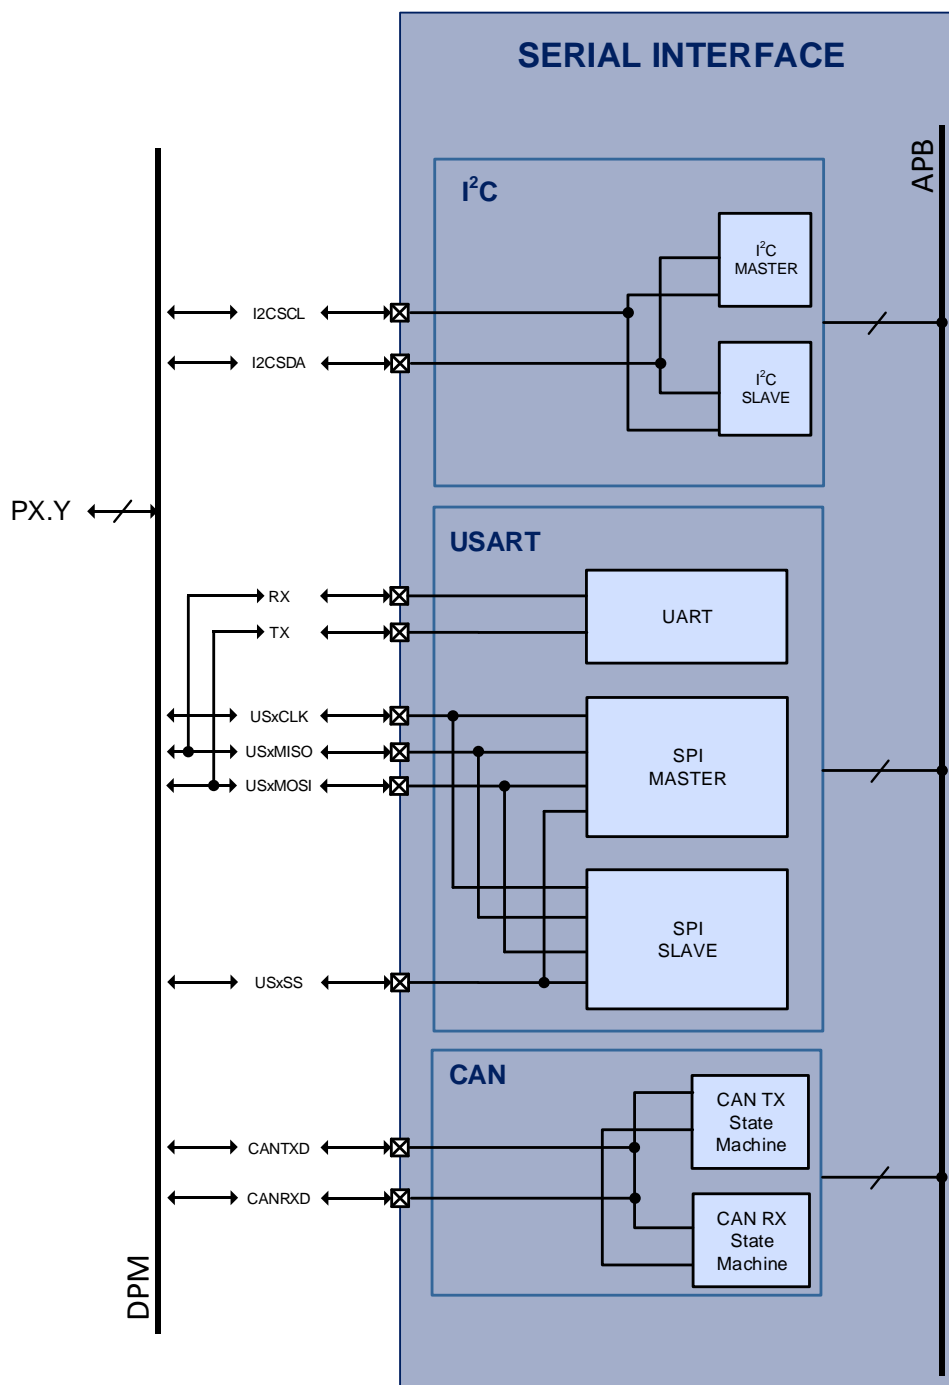 SERIAL INTERFACE
APB
I²C
I²C
MASTER
I2CSCL
I2CSDA
I²C
SLAVE
PX.Y
USART
RX
TX
UART
USxCLK
USxMISO
USxMOSI
SPI
MASTER
SPI
SLAVE
USxSS
CAN
CAN TX
State
Machine
CANTXD
CANRXD
CAN RX
State
Machine
DPM